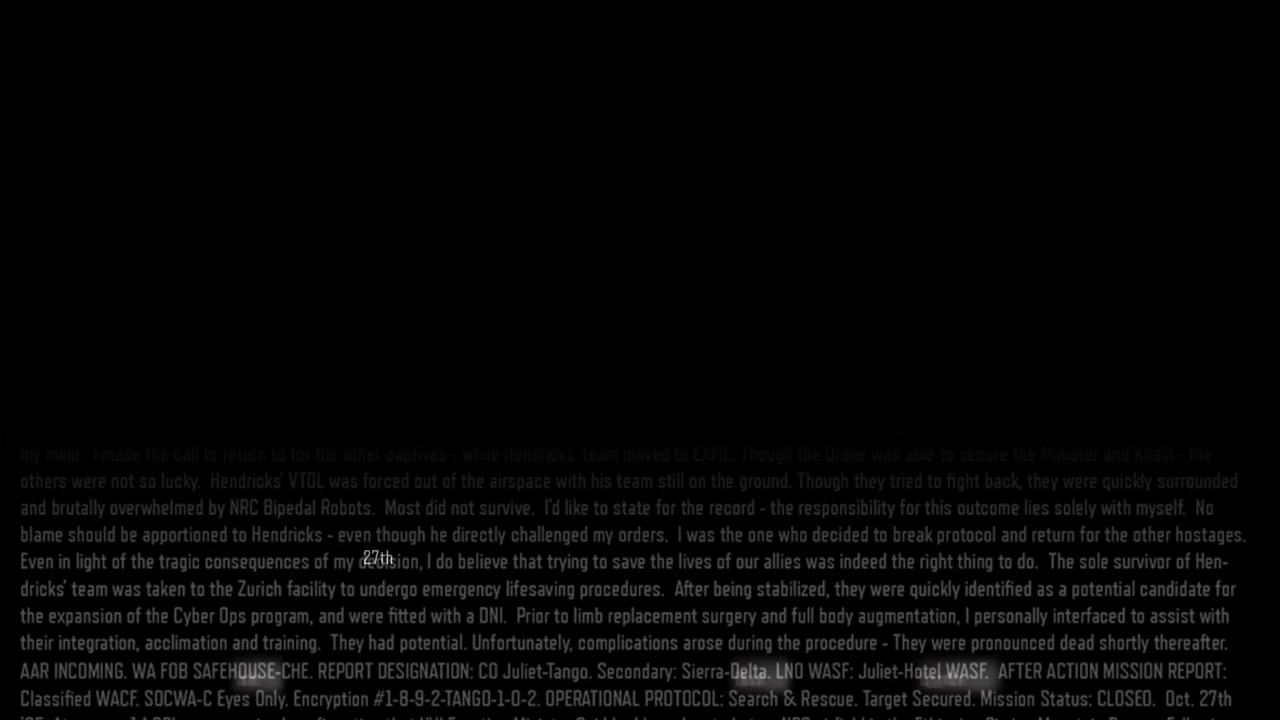 my mind.  I made the call to return to for the other captives - while Hendricks' team moved to EXFIL. Though the Drone was able to secure the Minister and Khalil - the
others were not so lucky.  Hendricks' VTOL was forced out of the airspace with his team still on the ground. Though they tried to fight back, they were quickly surrounded
and brutally overwhelmed by NRC Bipedal Robots.  Most did not survive.  I'd like to state for the record - the responsibility for this outcome lies solely with myself.  No
blame should be apportioned to Hendricks - even though he directly challenged my orders.  I was the one who decided to break protocol and return for the other hostages.
Even in light of the tragic consequences of my decision, I do believe that trying to save the lives of our allies was indeed the right thing to do.  The sole survivor of Hen-
27th
dricks' team was taken to the Zurich facility to undergo emergency lifesaving procedures.  After being stabilized, they were quickly identified as a potential candidate for
the expansion of the Cyber Ops program, and were fitted with a DNI.  Prior to limb replacement surgery and full body augmentation, I personally interfaced to assist with
their integration, acclimation and training.  They had potential. Unfortunately, complications arose during the procedure - They were pronounced dead shortly thereafter.
AAR INCOMING. WA FOB SAFEHOUSE-CHE. REPORT DESIGNATION: CO Juliet-Tango. Secondary: Sierra-Delta. LNO WASF: Juliet-Hotel WASF.  AFTER ACTION MISSION REPORT:
Classified WACF. SOCWA-C Eyes Only. Encryption #1-8-9-2-TANGO-1-0-2. OPERATIONAL PROTOCOL: Search & Rescue. Target Secured. Mission Status: CLOSED.  Oct. 27th